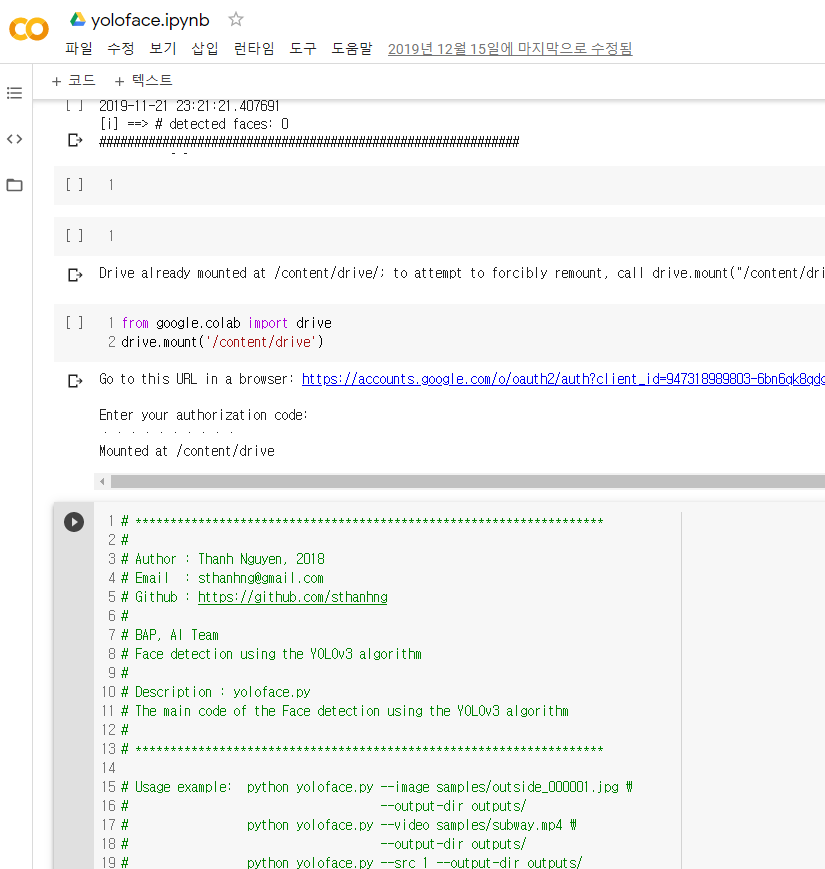 yoloface.ipynb
파일 수정 보기 삽입 런타임 도구 도움말 2019년 12월 15일에 마지막으로 수정됨
+ 코드 + 텍스트
[ ] 2019-11-21 23:21:21.407691
[i] ==> # detected faces: 0
############################################################
[ ] 1
[ ] 1
Drive already mounted at /content/drive/; to attempt to forcibly remount, call drive.mount("/content/dri
[ ] 1 from google.colab import drive
2 drive.mount('/content/drive')
Go to this URL in a browser: https://accounts.google.com/o/oauth2/auth?client_id=947318989803-6bn6qk8qdg
Enter your authorization code:
··········
Mounted at /content/drive
1 # *******************************************************************
2 #
3 # Author : Thanh Nguyen, 2018
4 # Email  : sthanhng@gmail.com
5 # Github : https://github.com/sthanhng
6 #
7 # BAP, AI Team
8 # Face detection using the YOLOv3 algorithm
9 #
10 # Description : yoloface.py
11 # The main code of the Face detection using the YOLOv3 algorithm
12 #
13 # *******************************************************************
14
15 # Usage example:  python yoloface.py --image samples/outside_000001.jpg ₩
16 #                                    --output-dir outputs/
17 #                 python yoloface.py --video samples/subway.mp4 ₩
18 #                                    --output-dir outputs/
19 #                 python yoloface.py --src 1 --output-dir outputs/